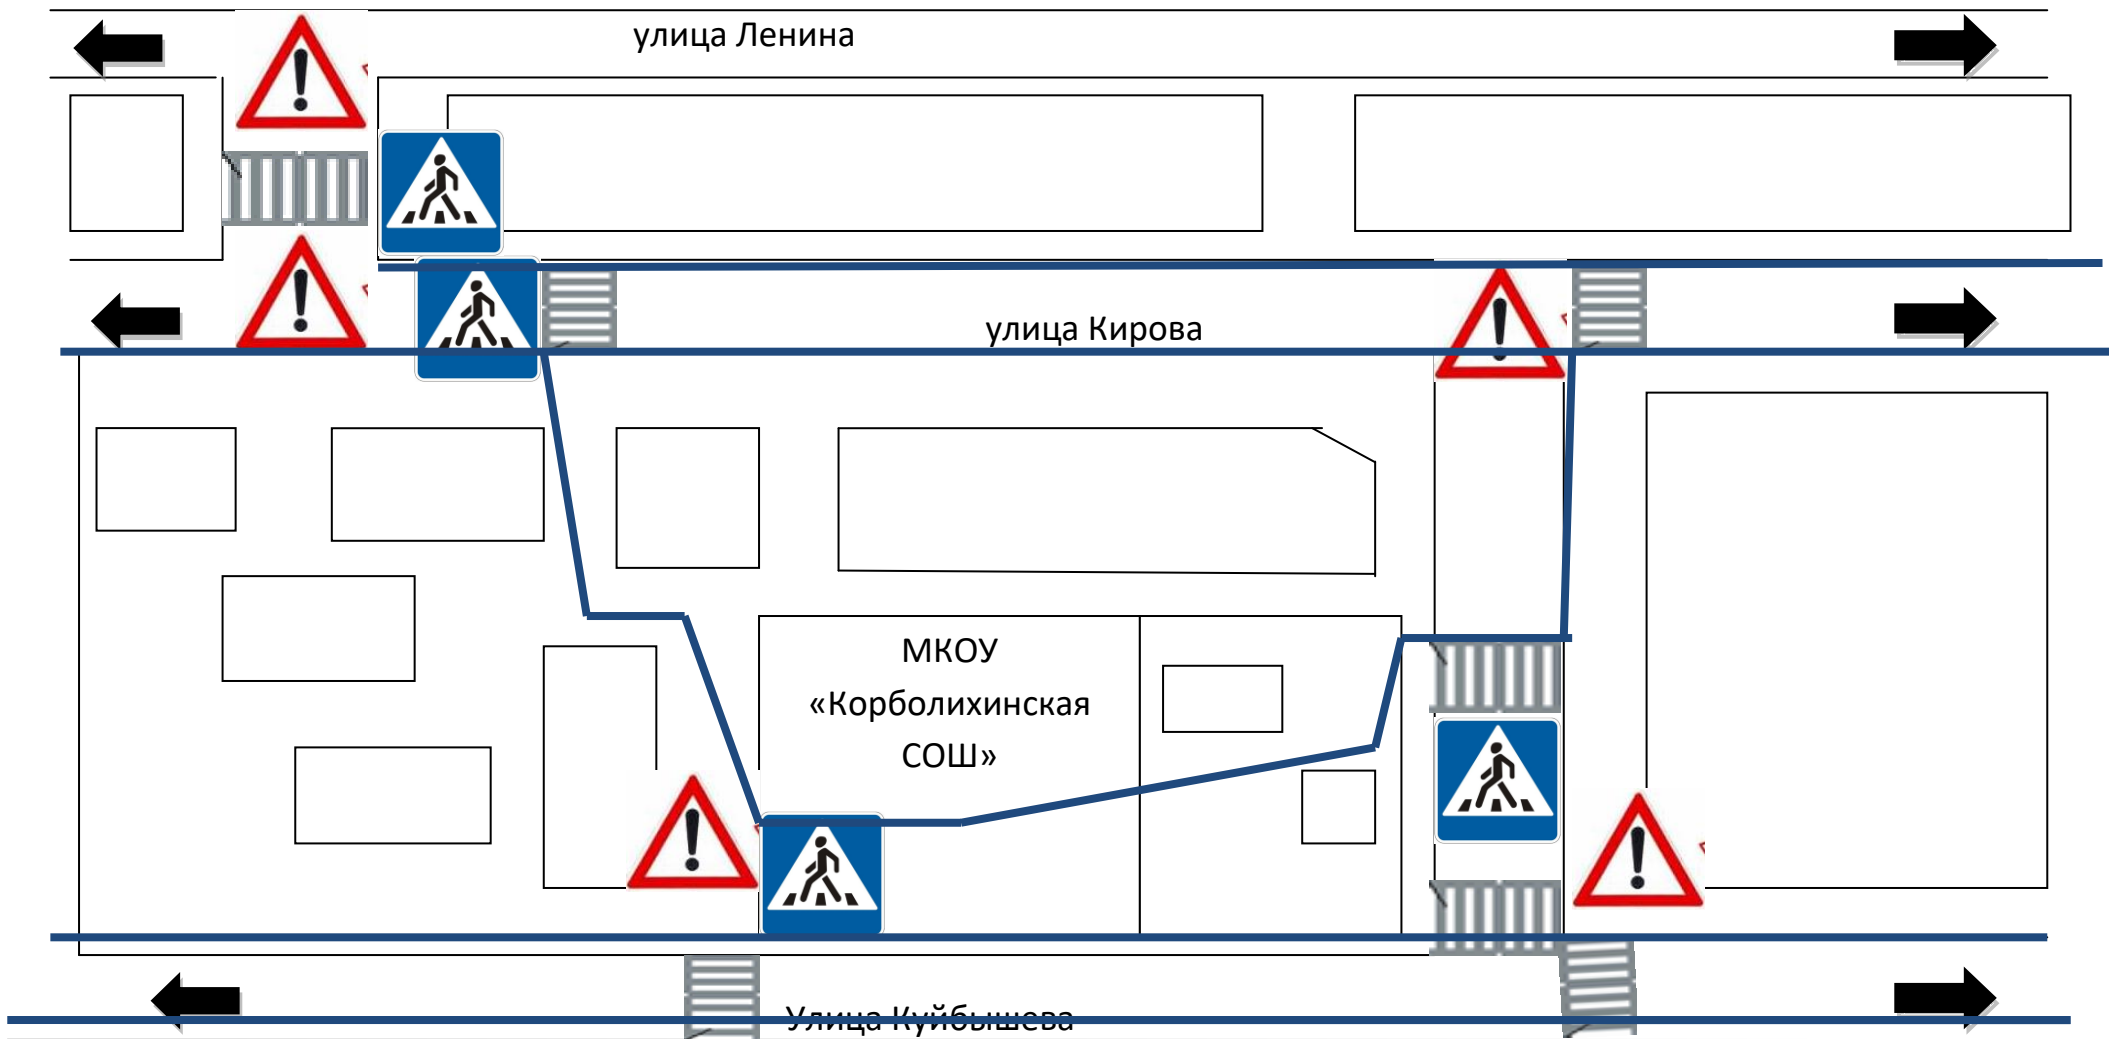 улица Ленина
улица Кирова
МКОУ
«Корболихинская
СОШ»
Улица Куйбышева